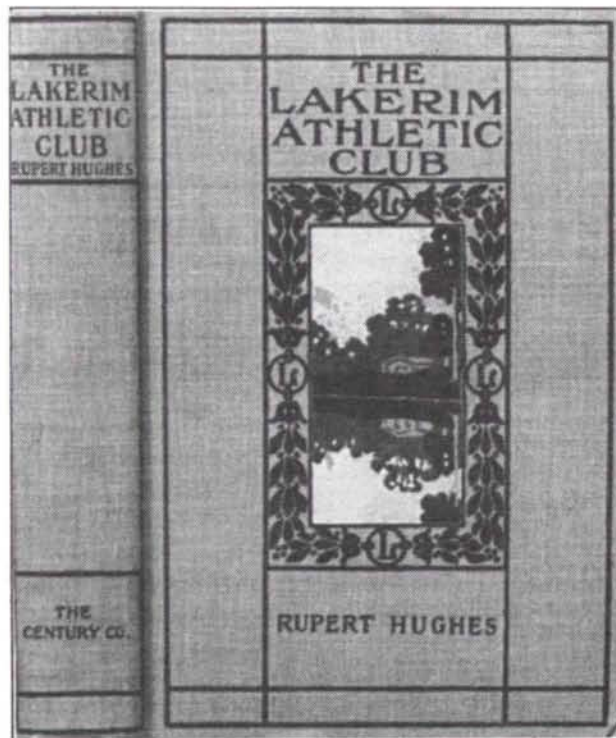 THE
LAKERIM
ATHLETIC
CLUB
RUPERT HUGHES
THE
CENTURY CO.
THE
LAKERIM
ATHLETIC
CLUB
RUPERT HUGHES